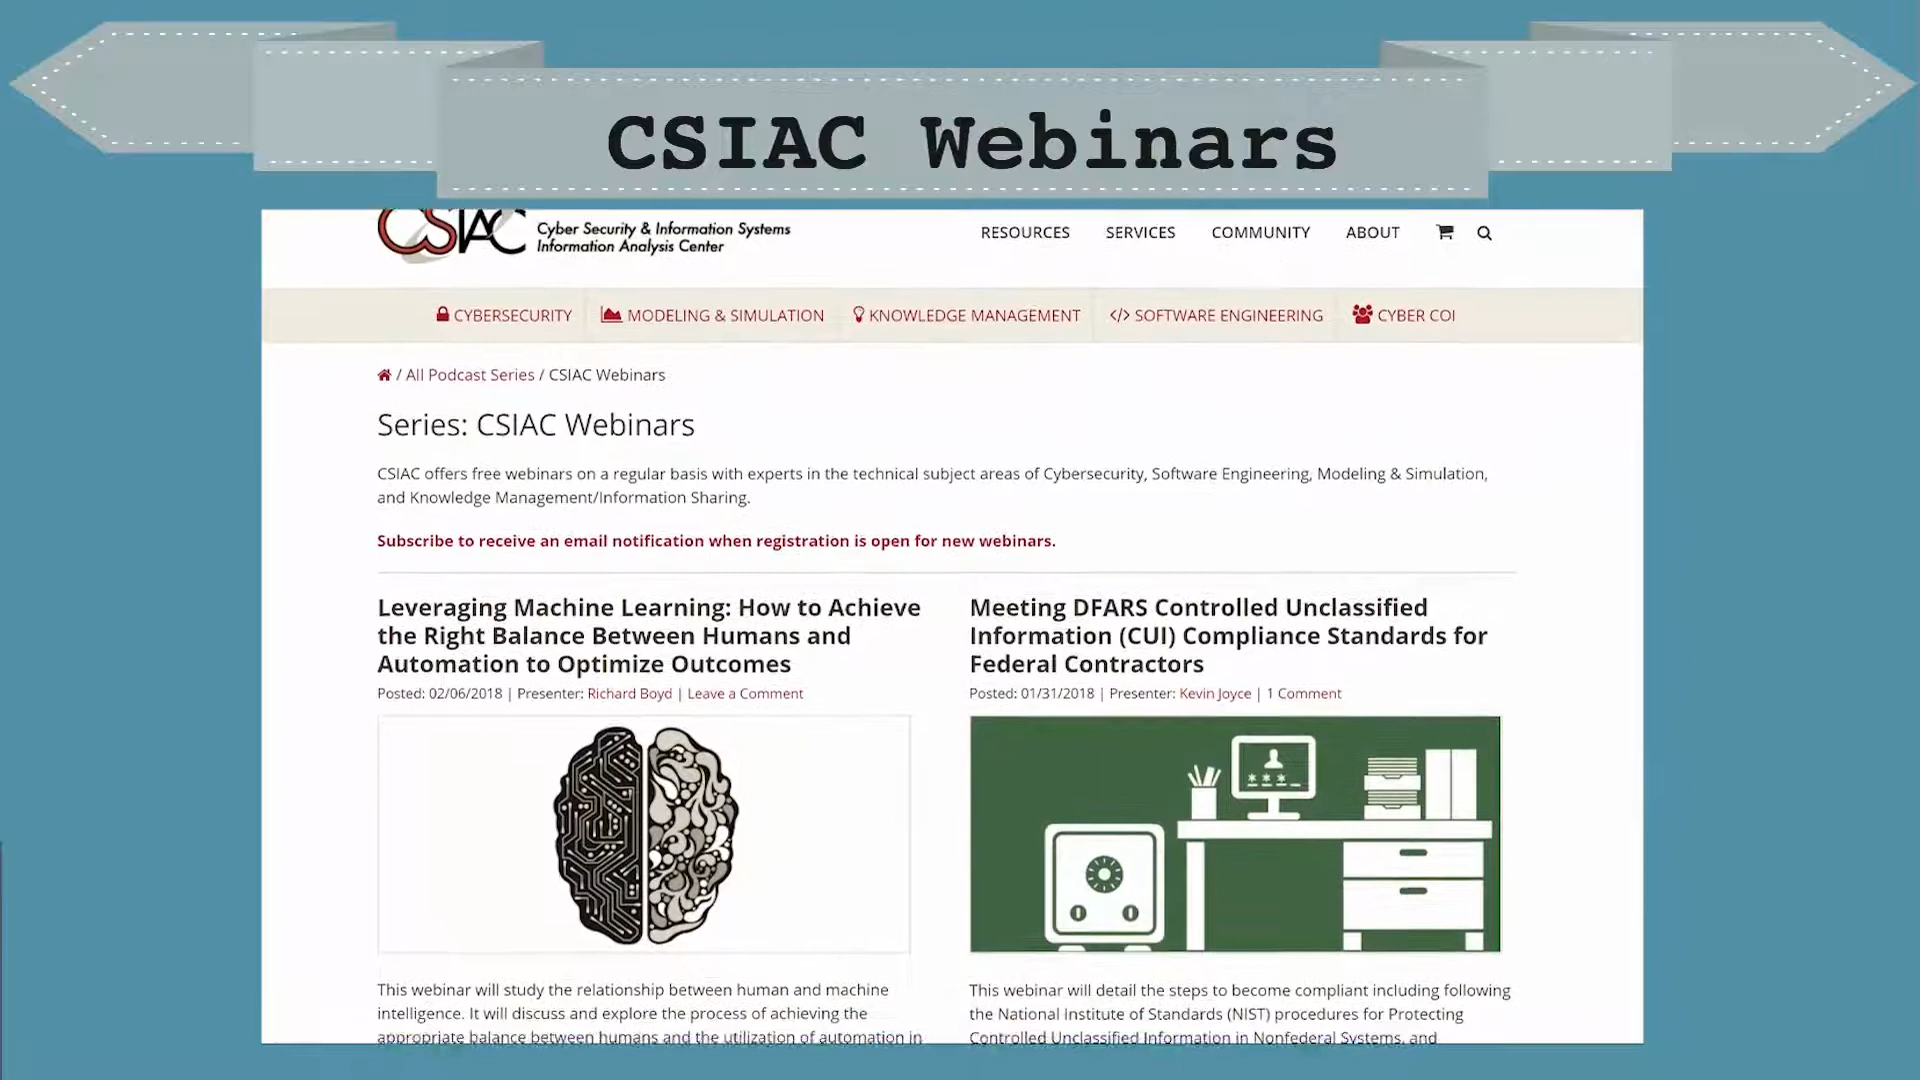 CSIAC Webinars
CSIAC
Cyber Security & Information Systems
Information Analysis Center
RESOURCES SERVICES COMMUNITY ABOUT
CYBERSECURITY MODELING & SIMULATION KNOWLEDGE MANAGEMENT </> SOFTWARE ENGINEERING CYBER COI
/ All Podcast Series / CSIAC Webinars
Series: CSIAC Webinars
CSIAC offers free webinars on a regular basis with experts in the technical subject areas of Cybersecurity, Software Engineering, Modeling & Simulation,
and Knowledge Management/Information Sharing.
Subscribe to receive an email notification when registration is open for new webinars.
Leveraging Machine Learning: How to Achieve
the Right Balance Between Humans and
Automation to Optimize Outcomes
Posted: 02/06/2018 | Presenter: Richard Boyd | Leave a Comment
This webinar will study the relationship between human and machine
intelligence. It will discuss and explore the process of achieving the
appropriate balance between humans and the utilization of automation in
Meeting DFARS Controlled Unclassified
Information (CUI) Compliance Standards for
Federal Contractors
Posted: 01/31/2018 | Presenter: Kevin Joyce | 1 Comment
This webinar will detail the steps to become compliant including following
the National Institute of Standards (NIST) procedures for Protecting
Controlled Unclassified Information in Nonfederal Systems, and